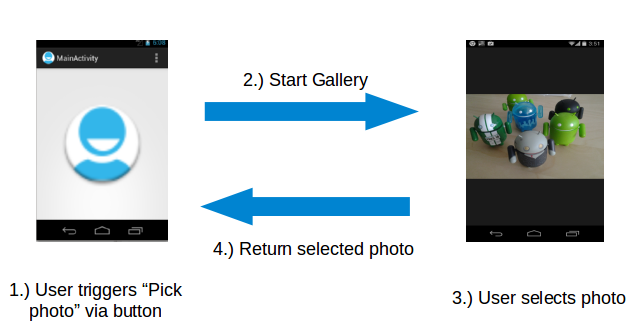 5:08
MainActivity
3:51
2.) Start Gallery
4.) Return selected photo
1.) User triggers “Pick
photo” via button
3.) User selects photo